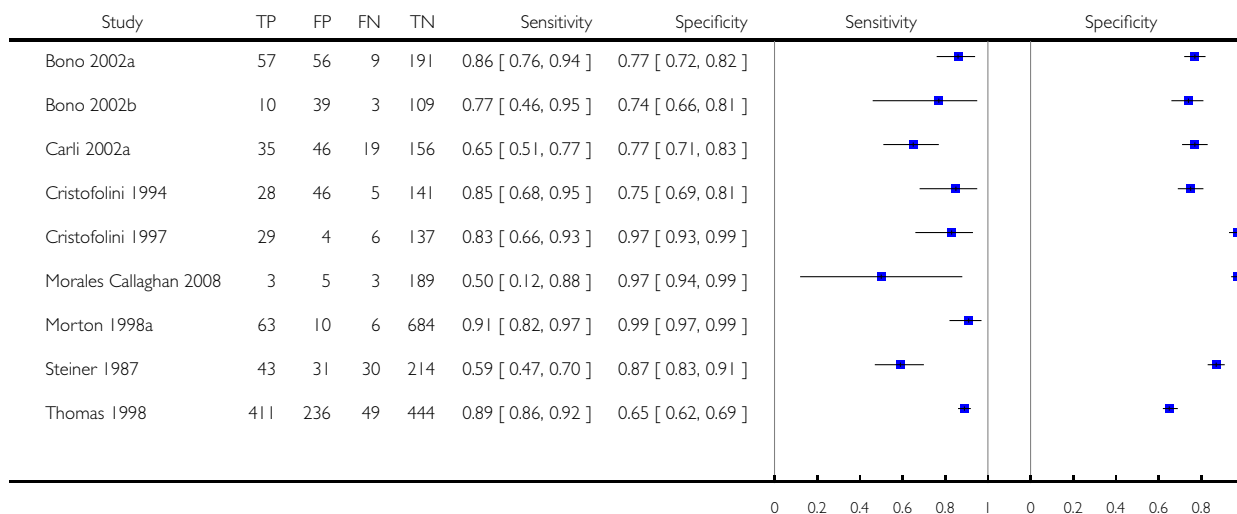 Study TP FP FN TN Sensitivity Specificity Sensitivity Specificity
Bono 2002a 57 56 9 191 0.86 [ 0.76, 0.94 ] 0.77 [ 0.72, 0.82 ]
Bono 2002b 10 39 3 109 0.77 [ 0.46, 0.95 ] 0.74 [ 0.66, 0.81 ]
Carli 2002a 35 46 19 156 0.65 [ 0.51, 0.77 ] 0.77 [ 0.71, 0.83 ]
Cristofolini 1994 28 46 5 141 0.85 [ 0.68, 0.95 ] 0.75 [ 0.69, 0.81 ]
Cristofolini 1997 29 4 6 137 0.83 [ 0.66, 0.93 ] 0.97 [ 0.93, 0.99 ]
Morales Callaghan 2008 3 5 3 189 0.50 [ 0.12, 0.88 ] 0.97 [ 0.94, 0.99 ]
Morton 1998a 63 10 6 684 0.91 [ 0.82, 0.97 ] 0.99 [ 0.97, 0.99 ]
Steiner 1987 43 31 30 214 0.59 [ 0.47, 0.70 ] 0.87 [ 0.83, 0.91 ]
Thomas 1998 411 236 49 444 0.89 [ 0.86, 0.92 ] 0.65 [ 0.62, 0.69 ]
0 0.2 0.4 0.6 0.8 1 0 0.2 0.4 0.6 0.8